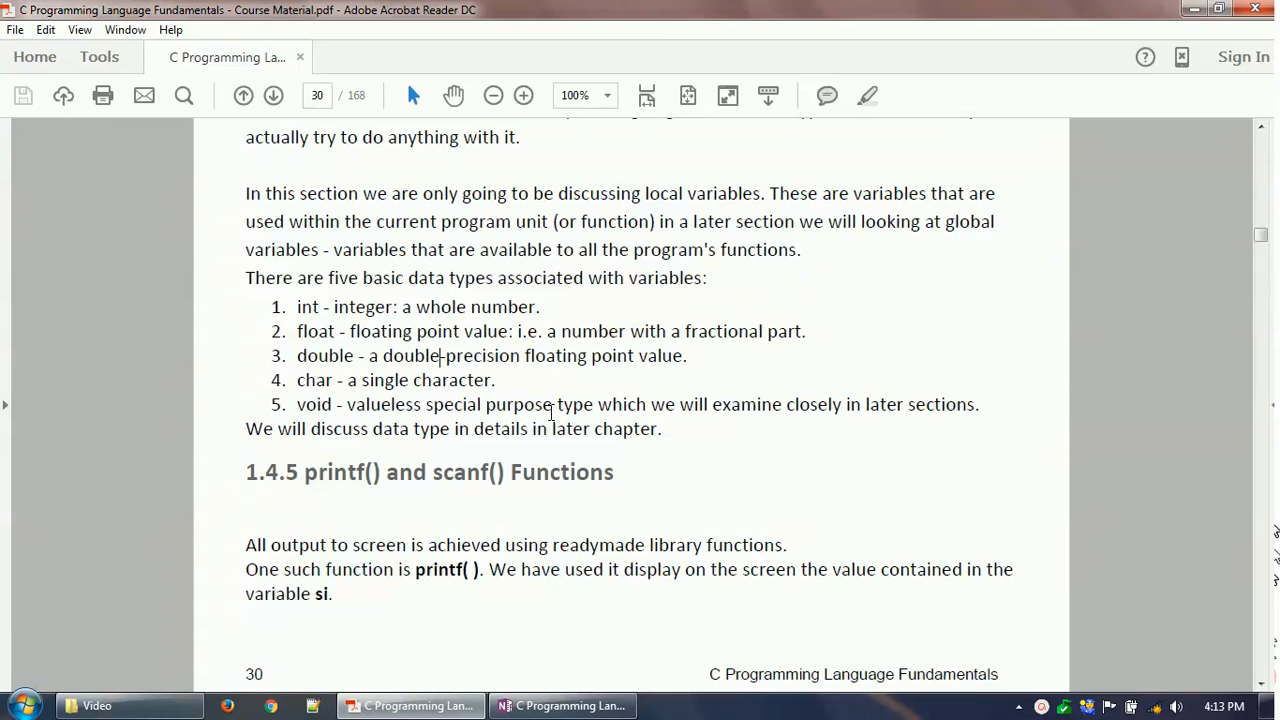 C Programming Language Fundamentals - Course Material.pdf - Adobe Acrobat Reader DC
File Edit View Window Help
Home Tools C Programming La... × Sign In
30 / 168 100%
actually try to do anything with it.
In this section we are only going to be discussing local variables. These are variables that are
used within the current program unit (or function) in a later section we will looking at global
variables - variables that are available to all the program's functions.
There are five basic data types associated with variables:
1. int - integer: a whole number.
2. float - floating point value: i.e. a number with a fractional part.
3. double - a double-precision floating point value.
4. char - a single character.
5. void - valueless special purpose type which we will examine closely in later sections.
We will discuss data type in details in later chapter.
1.4.5 printf() and scanf() Functions
All output to screen is achieved using readymade library functions.
One such function is printf( ). We have used it display on the screen the value contained in the
variable si.
30 C Programming Language Fundamentals
Video C Programming Lan... C Programming Lan... 4:13 PM